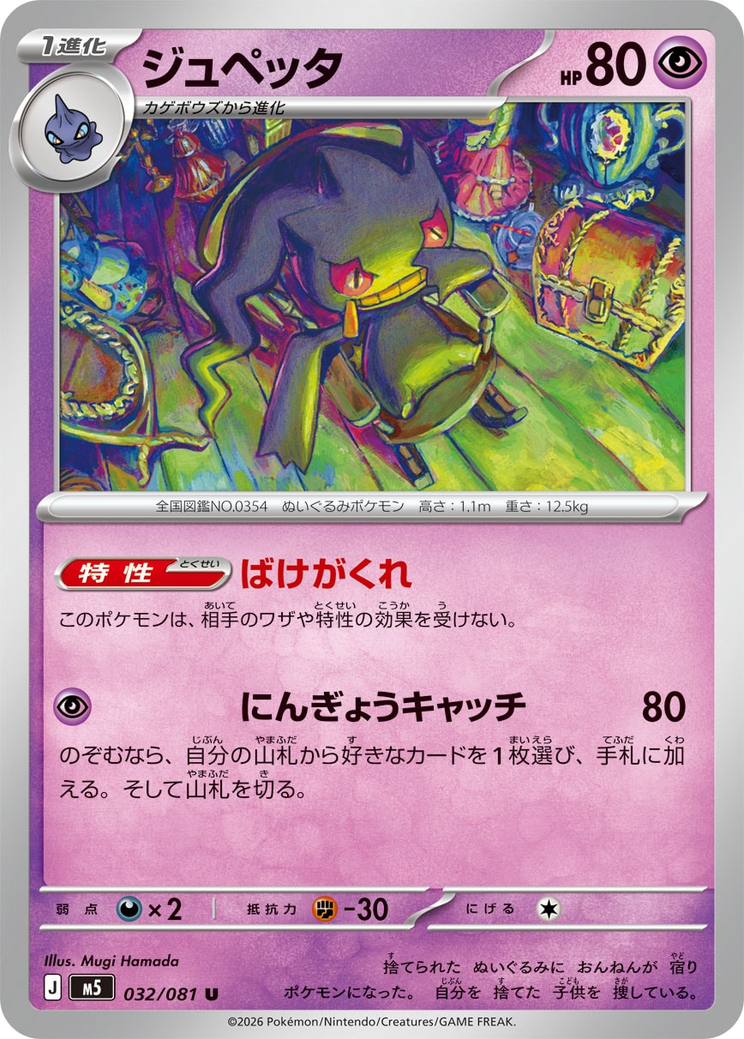 1進化
ジュペッタ
HP80
カゲボウズから進化
全国図鑑NO.0354 ぬいぐるみポケモン 高さ：1.1m 重さ：12.5kg
特性 とくせい ばけがくれ
このポケモンは、相手のワザや特性の効果を受けない。
にんぎょうキャッチ 80
のぞむなら、自分の山札から好きなカードを1枚選び、手札に加
える。そして山札を切る。
弱点 ×2 抵抗力 -30 にげる
Illus. Mugi Hamada
捨てられた ぬいぐるみに おんねんが 宿り
ポケモンになった。自分を 捨てた 子供を 捜している。
J M5 032/081 U
©2026 Pokémon/Nintendo/Creatures/GAME FREAK.